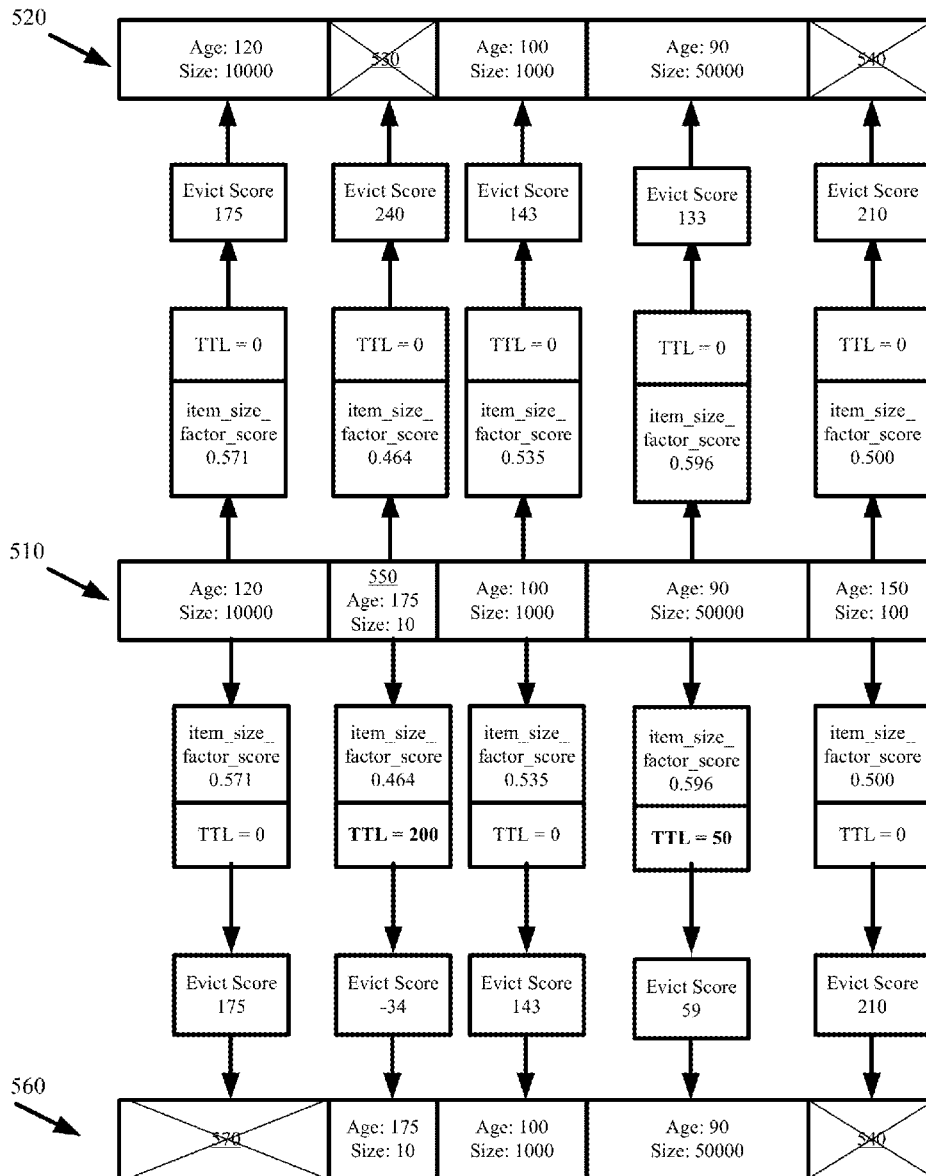 520
Age: 120
Size: 10000
530
Age: 100
Size: 1000
Age: 90
Size: 50000
540
Evict Score
175
Evict Score
240
Evict Score
143
Evict Score
133
Evict Score
210
TTL = 0
TTL = 0
TTL = 0
TTL = 0
TTL = 0
item_size_
factor_score
0.571
item_size_
factor_score
0.464
item_size_
factor_score
0.535
item_size_
factor_score
0.596
item_size_
factor_score
0.500
510
Age: 120
Size: 10000
550
Age: 175
Size: 10
Age: 100
Size: 1000
Age: 90
Size: 50000
Age: 150
Size: 100
item_size_
factor_score
0.571
item_size_
factor_score
0.464
item_size_
factor_score
0.535
item_size_
factor_score
0.596
item_size_
factor_score
0.500
TTL = 0
TTL = 200
TTL = 0
TTL = 50
TTL = 0
Evict Score
175
Evict Score
-34
Evict Score
143
Evict Score
59
Evict Score
210
560
570
Age: 175
Size: 10
Age: 100
Size: 1000
Age: 90
Size: 50000
540